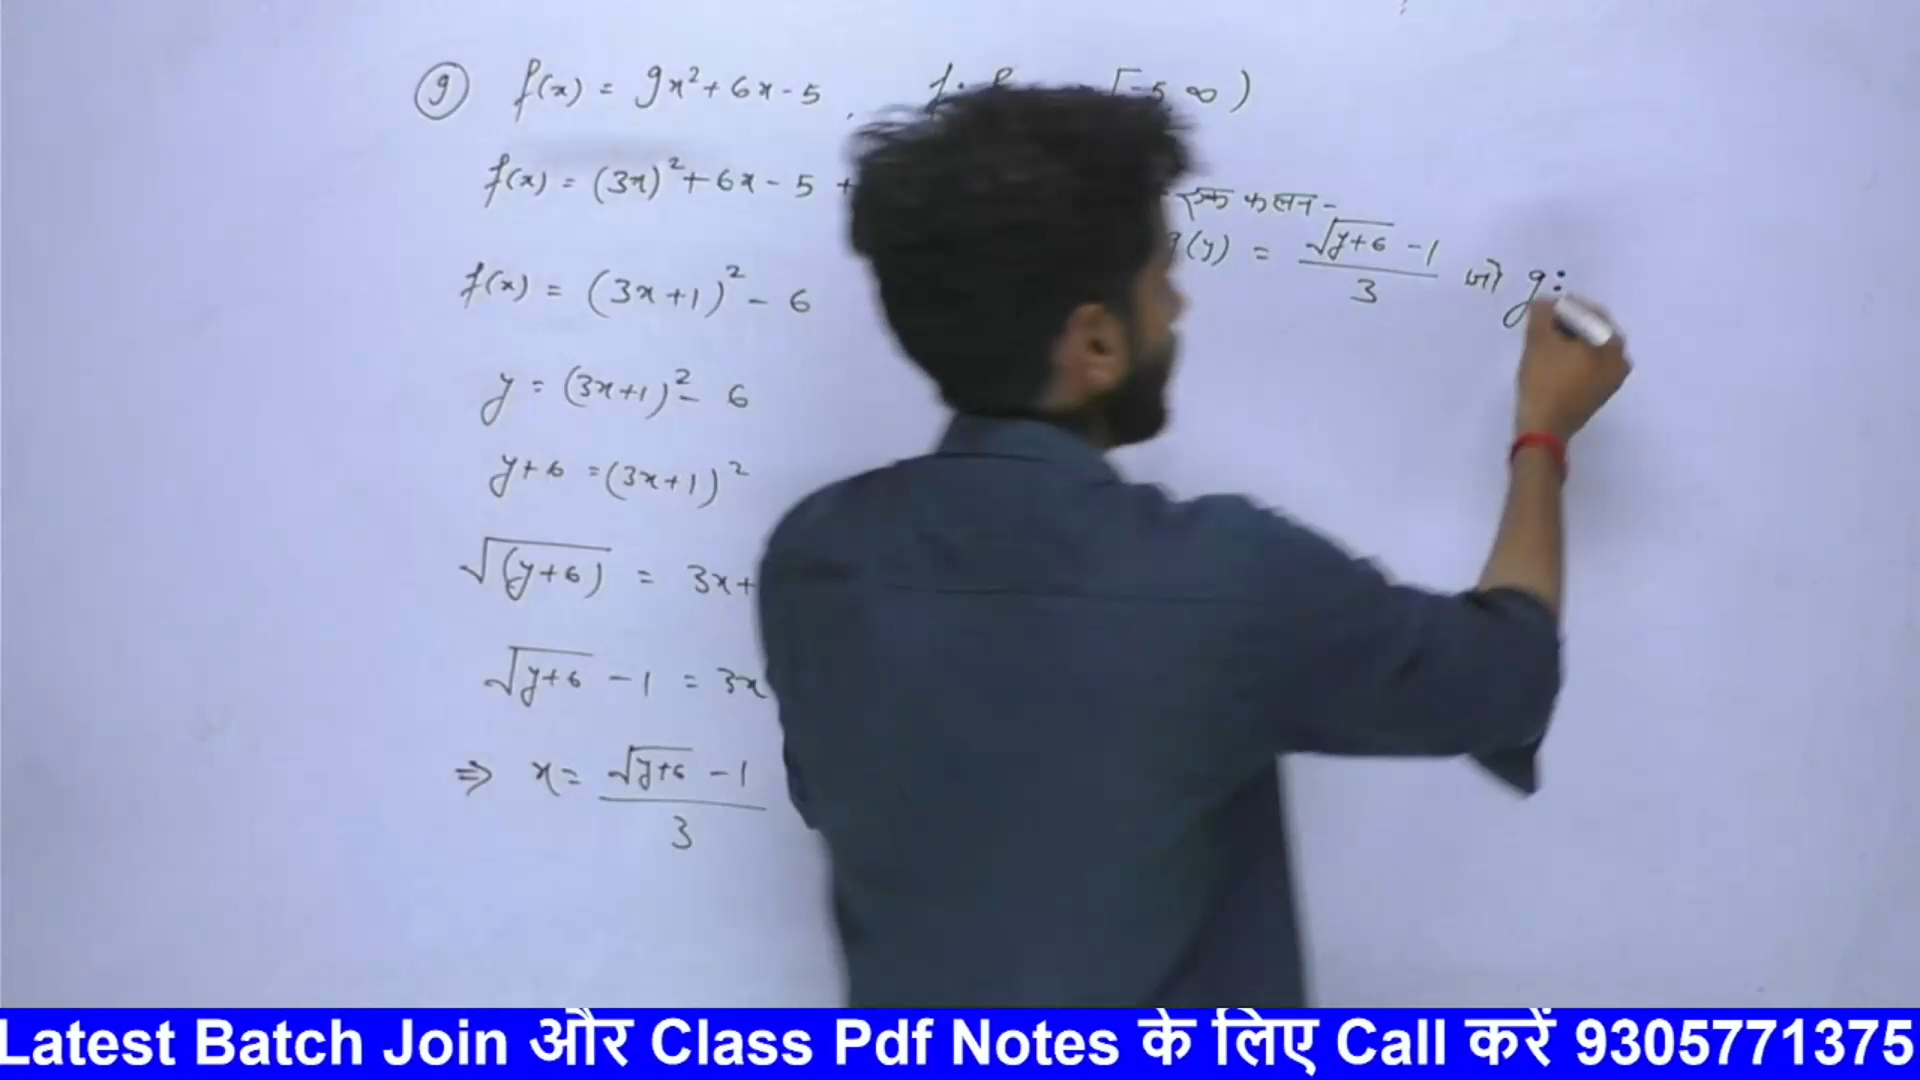 9 f(x) = 9x² + 6x - 5 , f: [-5 ∞)
f(x) = (3x)² + 6x - 5 +
f(x) = (3x+1)² - 6
y = (3x+1)² - 6
y+6 = (3x+1)²
√(y+6) = 3x+
√y+6 - 1 = 3x
⇒ x = √y+6 - 1 / 3
एक फलन -
g(y) = √y+6 - 1 / 3 जो g:
Latest Batch Join और Class Pdf Notes के लिए Call करें 9305771375